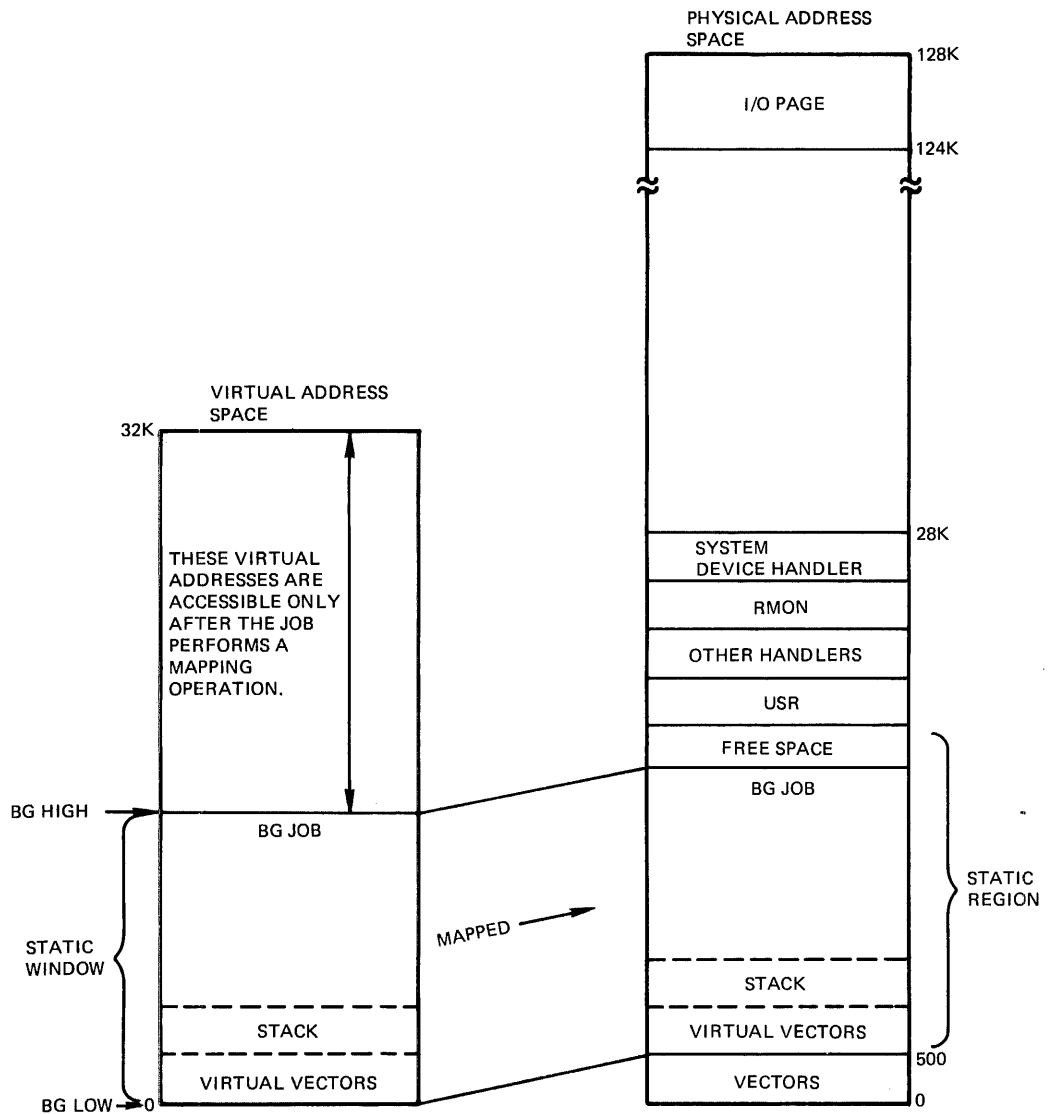 PHYSICAL ADDRESS
SPACE
128K
I/O PAGE
124K
VIRTUAL ADDRESS
SPACE
32K
THESE VIRTUAL
ADDRESSES ARE
ACCESSIBLE ONLY
AFTER THE JOB
PERFORMS A
MAPPING
OPERATION.
28K
SYSTEM
DEVICE HANDLER
RMON
OTHER HANDLERS
USR
FREE SPACE
BG HIGH
BG JOB
BG JOB
STATIC
REGION
MAPPED
STATIC
WINDOW
STACK
STACK
VIRTUAL VECTORS
500
VIRTUAL VECTORS
VECTORS
BG LOW
0
0